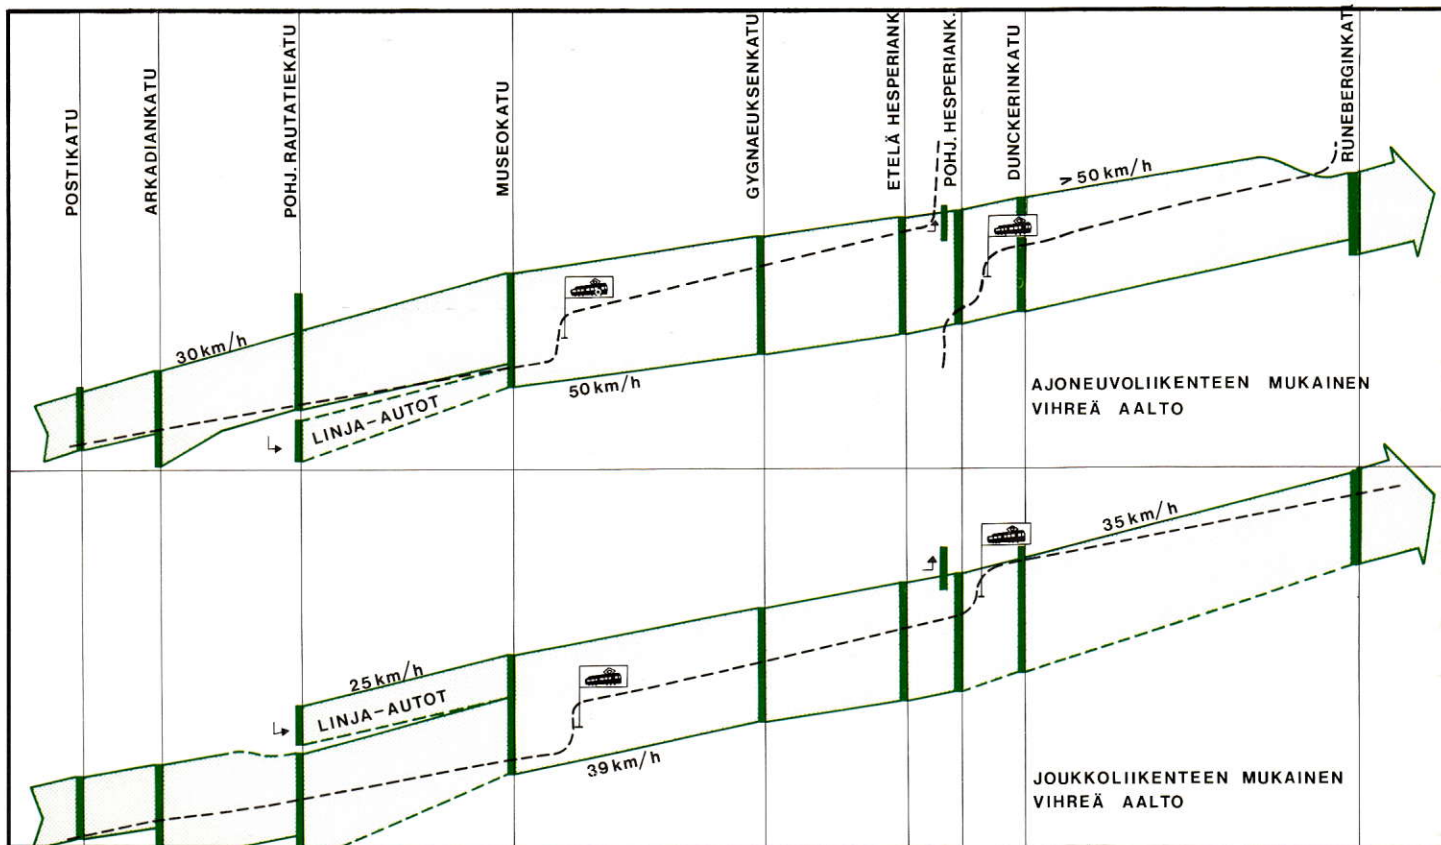 POSTIKATU
ARKADIANKATU
POHJ. RAUTATIEKATU
MUSEOKATU
GYGNAEUKSENKATU
ETELÄ HESPERIANK.
POHJ. HESPERIANK.
DUNCKERINKATU
RUNEBERGINKATU
> 50 km/h
30 km/h
50 km/h
LINJA-AUTOT
AJONEUVOLIIKENTEEN MUKAINEN
VIHREÄ AALTO
35 km/h
25 km/h
LINJA-AUTOT
39 km/h
JOUKKOLIIKENTEEN MUKAINEN
VIHREÄ AALTO